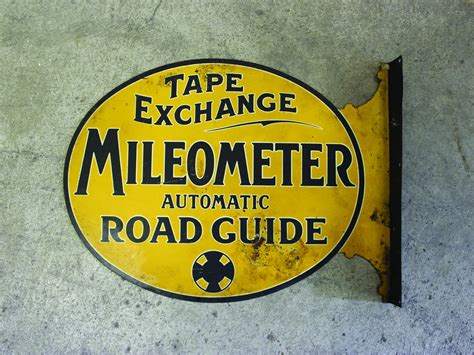 TAPE
EXCHANGE
MILEOMETER
AUTOMATIC
ROAD GUIDE